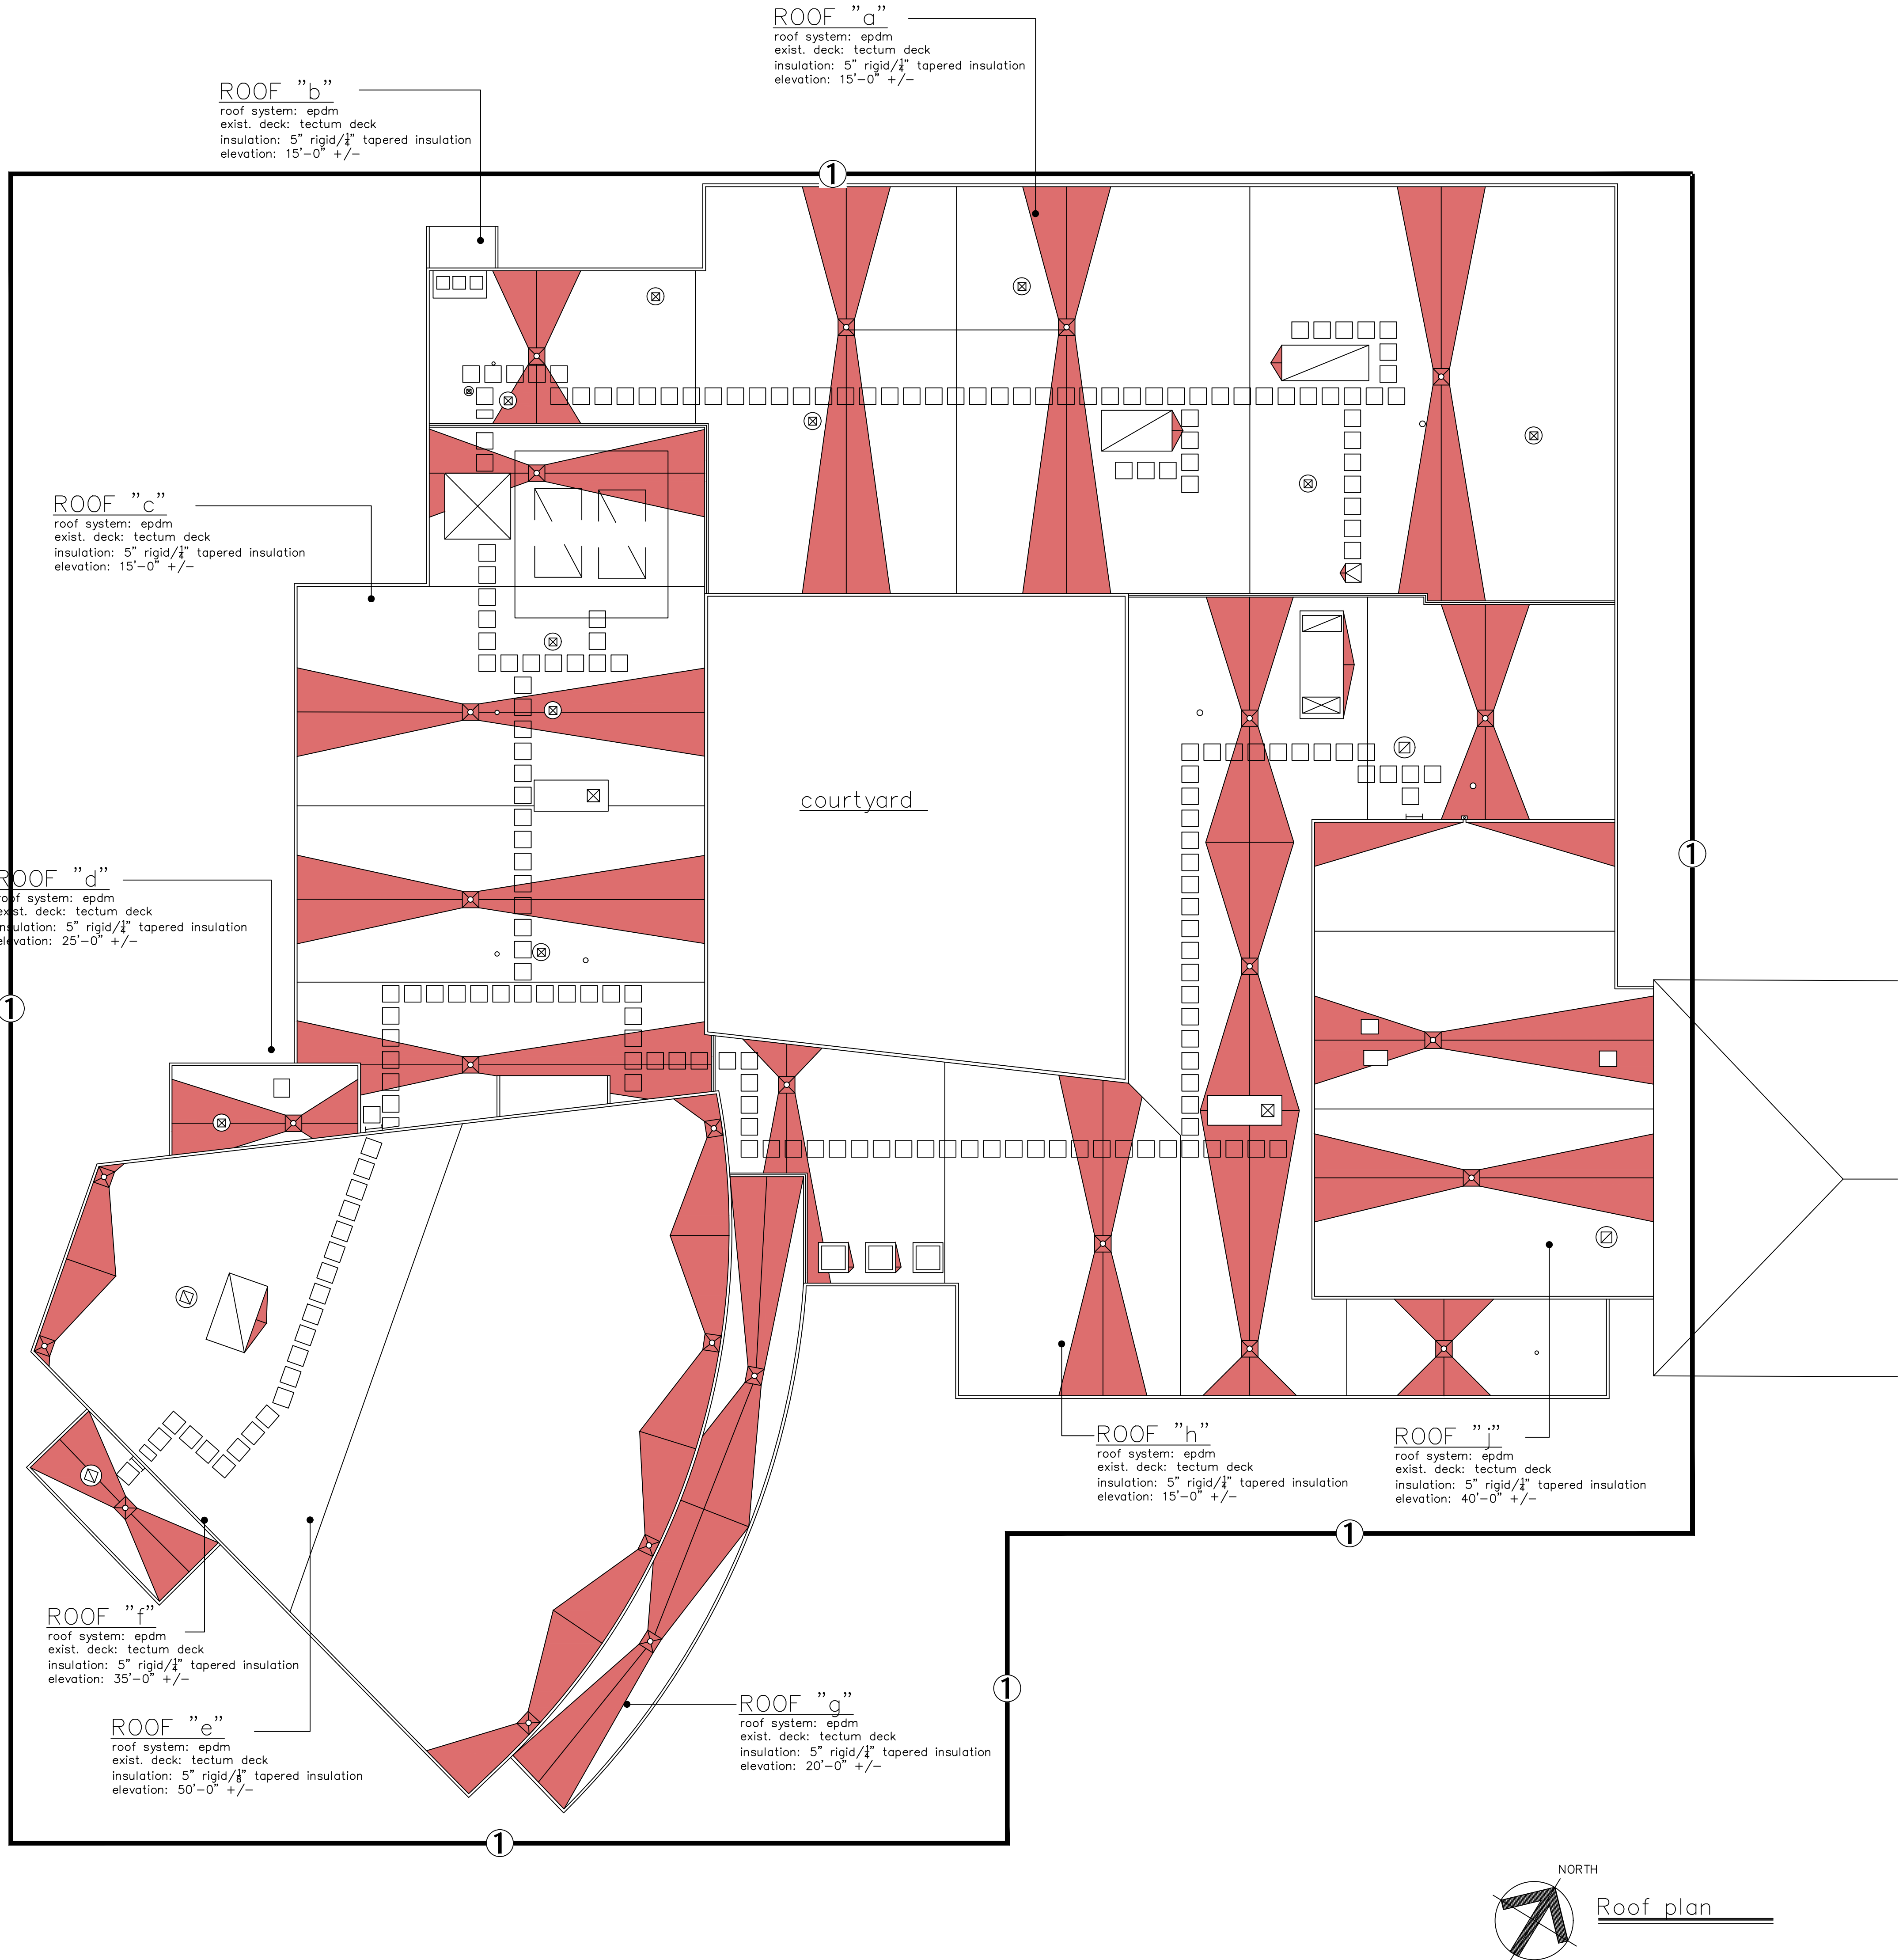 ROOF "a"
roof system: epdm
exist. deck: tectum deck
insulation: 5" rigid/¼" tapered insulation
elevation: 15'-0" +/-
ROOF "b"
roof system: epdm
exist. deck: tectum deck
insulation: 5" rigid/¼" tapered insulation
elevation: 15'-0" +/-
1
ROOF "c"
roof system: epdm
exist. deck: tectum deck
insulation: 5" rigid/¼" tapered insulation
elevation: 15'-0" +/-
courtyard
1
ROOF "d"
roof system: epdm
exist. deck: tectum deck
insulation: 5" rigid/¼" tapered insulation
elevation: 25'-0" +/-
1
ROOF "h"
roof system: epdm
exist. deck: tectum deck
insulation: 5" rigid/¼" tapered insulation
elevation: 15'-0" +/-
ROOF "j"
roof system: epdm
exist. deck: tectum deck
insulation: 5" rigid/¼" tapered insulation
elevation: 40'-0" +/-
1
ROOF "f"
roof system: epdm
exist. deck: tectum deck
insulation: 5" rigid/¼" tapered insulation
elevation: 35'-0" +/-
1
ROOF "g"
roof system: epdm
exist. deck: tectum deck
insulation: 5" rigid/¼" tapered insulation
elevation: 20'-0" +/-
ROOF "e"
roof system: epdm
exist. deck: tectum deck
insulation: 5" rigid/⅛" tapered insulation
elevation: 50'-0" +/-
1
NORTH
Roof plan